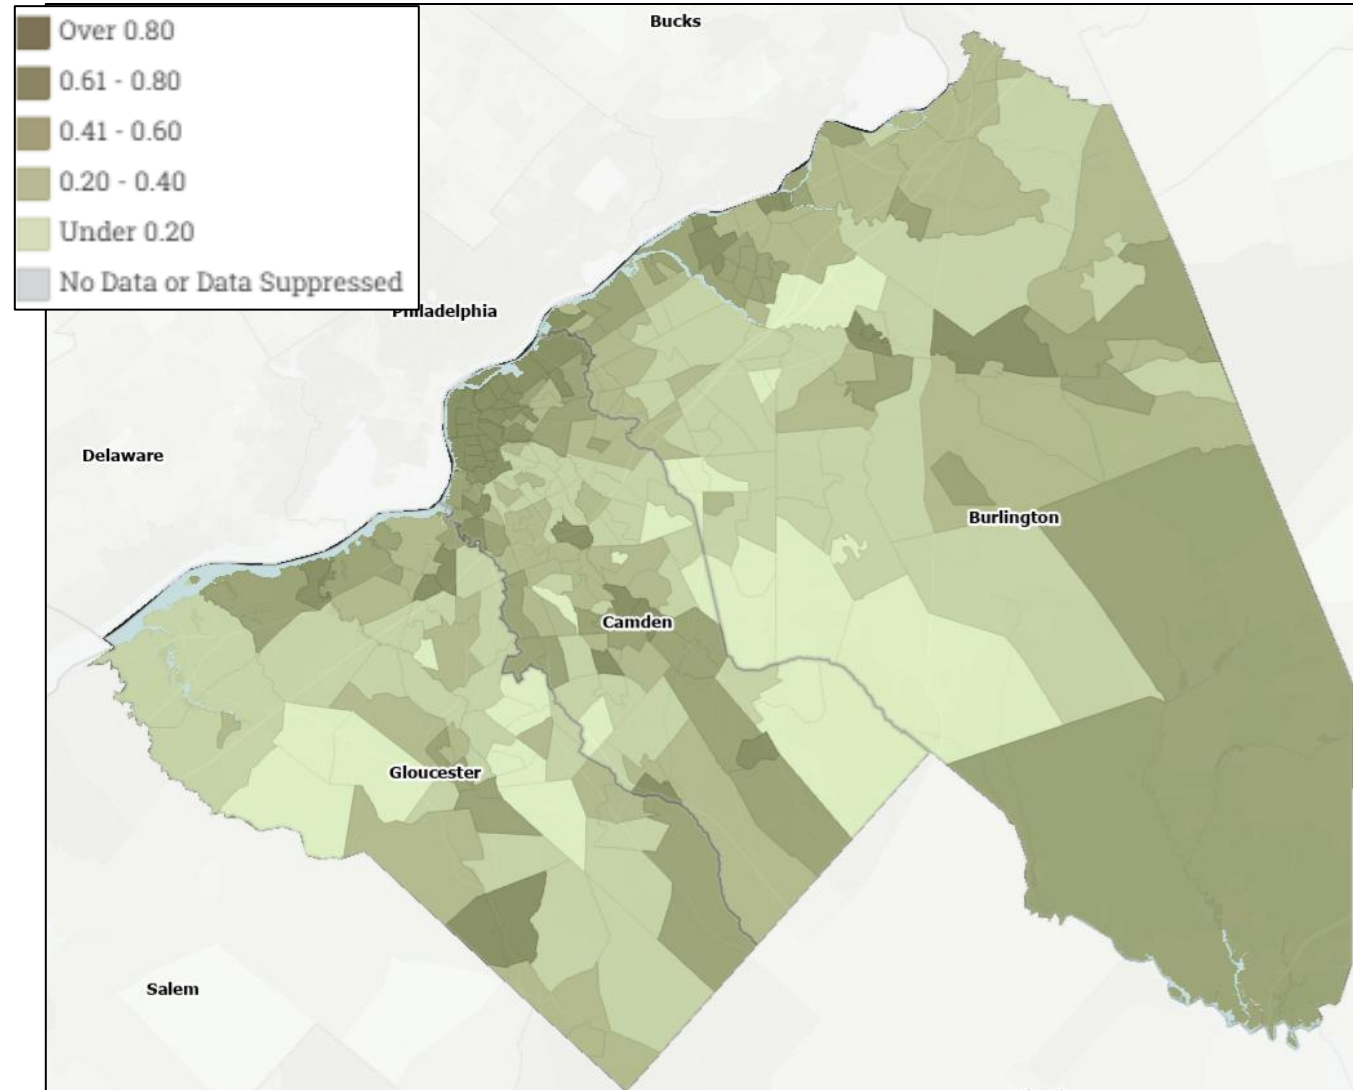 Bucks
Over 0.80
0.61 - 0.80
0.41 - 0.60
0.20 - 0.40
Under 0.20
No Data or Data Suppressed
Philadelphia
Delaware
Burlington
Camden
Gloucester
Salem